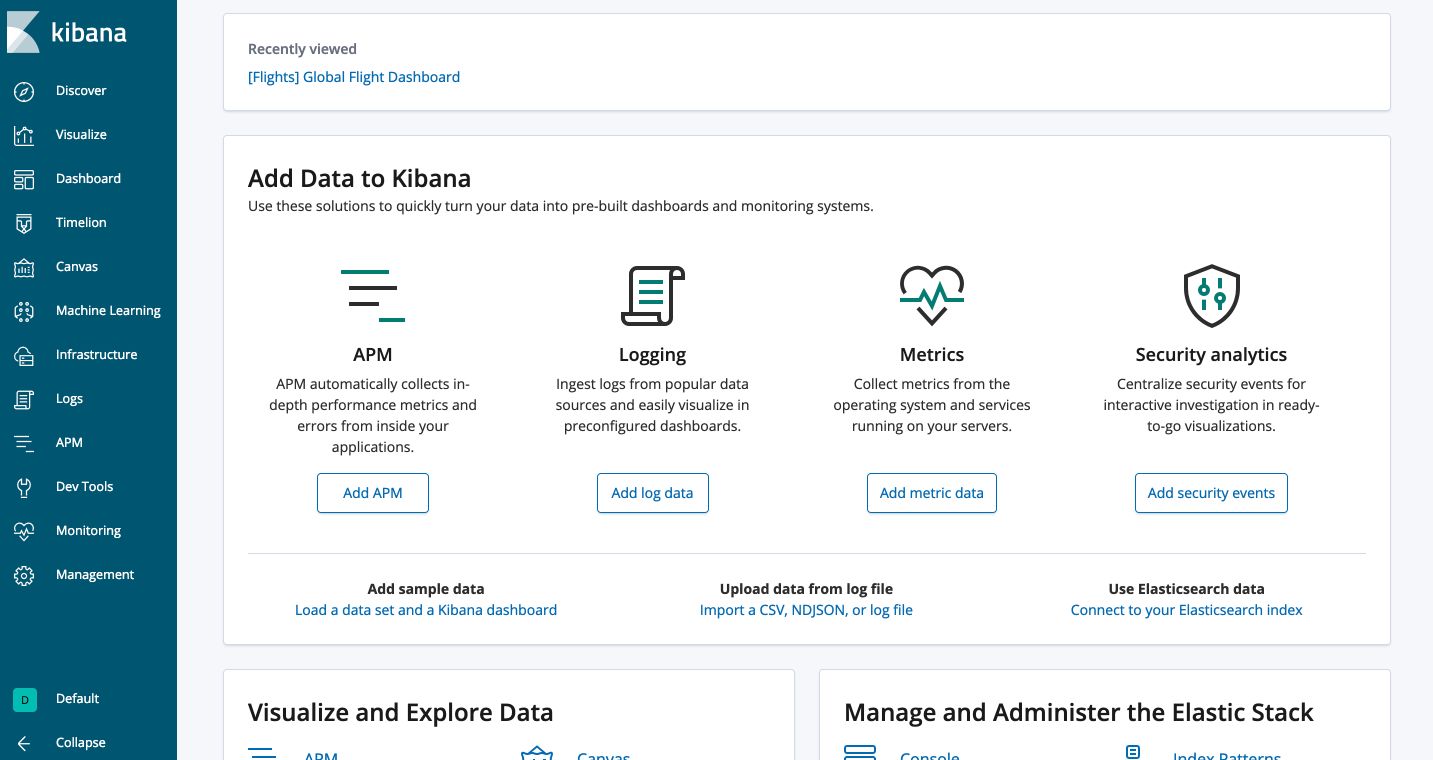 kibana
Discover
Visualize
Dashboard
Timelion
Canvas
Machine Learning
Infrastructure
Logs
APM
Dev Tools
Monitoring
Management
D
Default
Collapse
Recently viewed
[Flights] Global Flight Dashboard
Add Data to Kibana
Use these solutions to quickly turn your data into pre-built dashboards and monitoring systems.
APM
APM automatically collects in-
depth performance metrics and
errors from inside your
applications.
Add APM
Logging
Ingest logs from popular data
sources and easily visualize in
preconfigured dashboards.
Add log data
Metrics
Collect metrics from the
operating system and services
running on your servers.
Add metric data
Security analytics
Centralize security events for
interactive investigation in ready-
to-go visualizations.
Add security events
Add sample data
Load a data set and a Kibana dashboard
Upload data from log file
Import a CSV, NDJSON, or log file
Use Elasticsearch data
Connect to your Elasticsearch index
Visualize and Explore Data
APM
Canvas
Manage and Administer the Elastic Stack
Console
Index Patterns